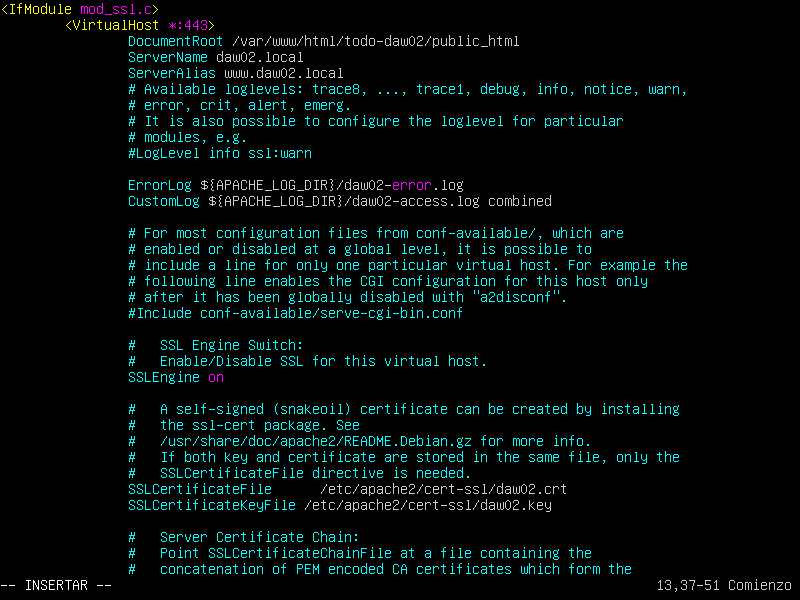 <IfModule mod_ssl.c>
<VirtualHost *:443>
DocumentRoot /var/www/html/todo-daw02/public_html
ServerName daw02.local
ServerAlias www.daw02.local
# Available loglevels: trace8, ..., trace1, debug, info, notice, warn,
# error, crit, alert, emerg.
# It is also possible to configure the loglevel for particular
# modules, e.g.
#LogLevel info ssl:warn
ErrorLog ${APACHE_LOG_DIR}/daw02-error.log
CustomLog ${APACHE_LOG_DIR}/daw02-access.log combined
# For most configuration files from conf-available/, which are
# enabled or disabled at a global level, it is possible to
# include a line for only one particular virtual host. For example the
# following line enables the CGI configuration for this host only
# after it has been globally disabled with "a2disconf".
#Include conf-available/serve-cgi-bin.conf
#   SSL Engine Switch:
#   Enable/Disable SSL for this virtual host.
SSLEngine on
#   A self-signed (snakeoil) certificate can be created by installing
#   the ssl-cert package. See
#   /usr/share/doc/apache2/README.Debian.gz for more info.
#   If both key and certificate are stored in the same file, only the
#   SSLCertificateFile directive is needed.
SSLCertificateFile      /etc/apache2/cert-ssl/daw02.crt
SSLCertificateKeyFile /etc/apache2/cert-ssl/daw02.key
#   Server Certificate Chain:
#   Point SSLCertificateChainFile at a file containing the
#   concatenation of PEM encoded CA certificates which form the
-- INSERTAR -- 13,37-51 Comienzo